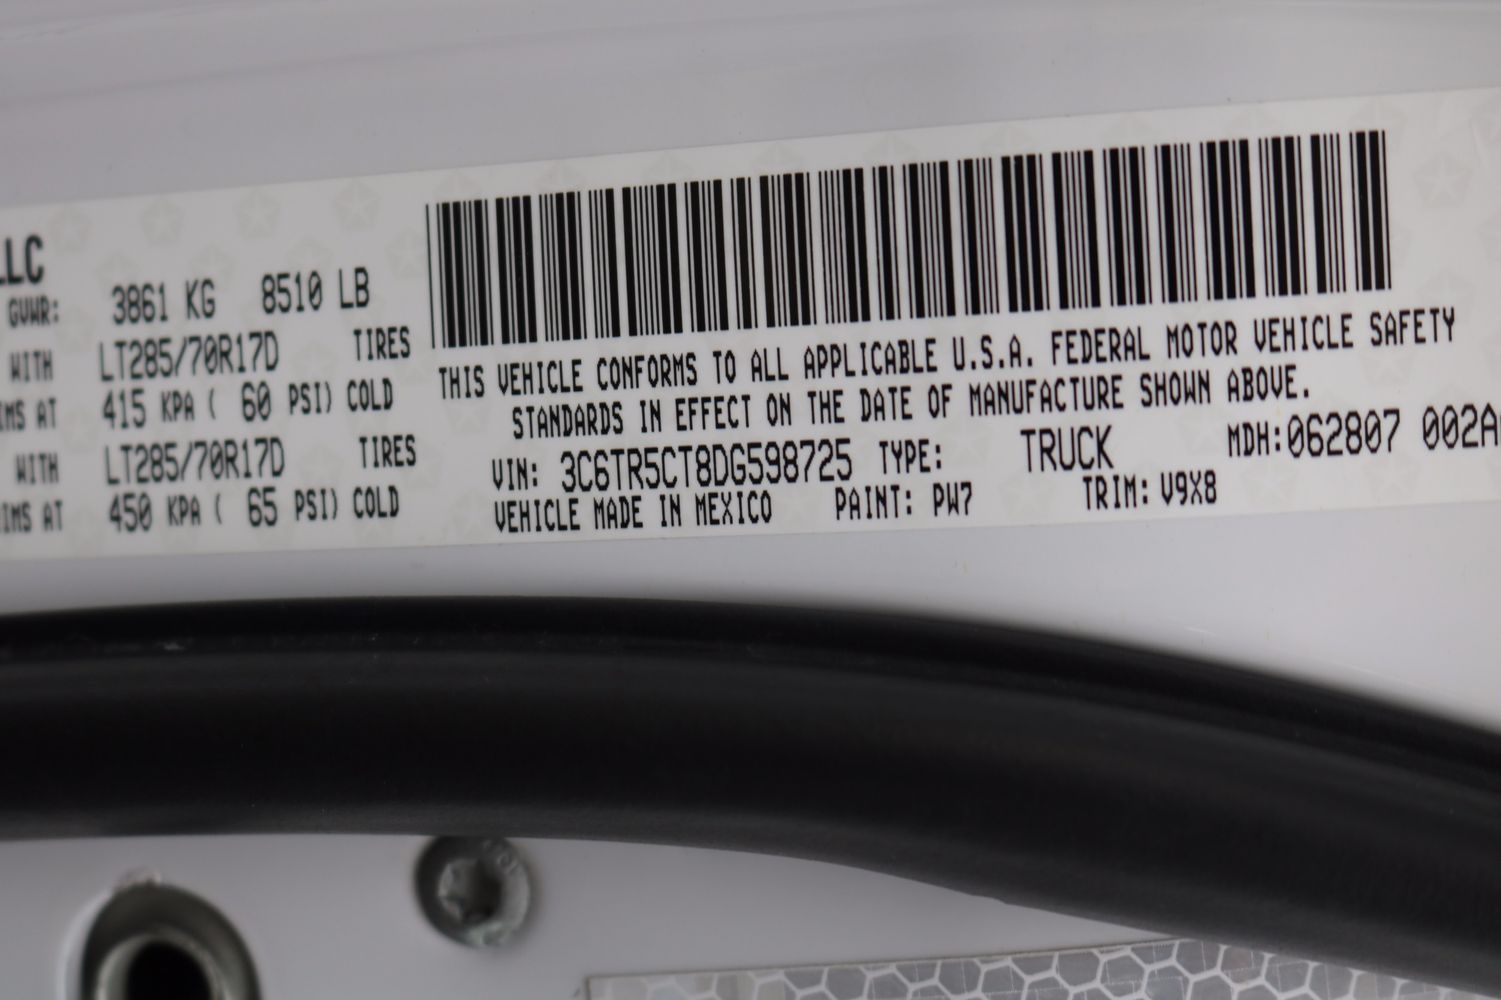 LLC
GVWR: 3861 KG 8510 LB
WITH LT285/70R17D TIRES
AT 415 KPA ( 60 PSI) COLD
WITH LT285/70R17D TIRES
AT 450 KPA ( 65 PSI) COLD
THIS VEHICLE CONFORMS TO ALL APPLICABLE U.S.A. FEDERAL MOTOR VEHICLE SAFETY
STANDARDS IN EFFECT ON THE DATE OF MANUFACTURE SHOWN ABOVE.
VIN: 3C6TR5CT8DG598725 TYPE: TRUCK MDH:062807 002A
VEHICLE MADE IN MEXICO PAINT: PW7 TRIM: V9X8